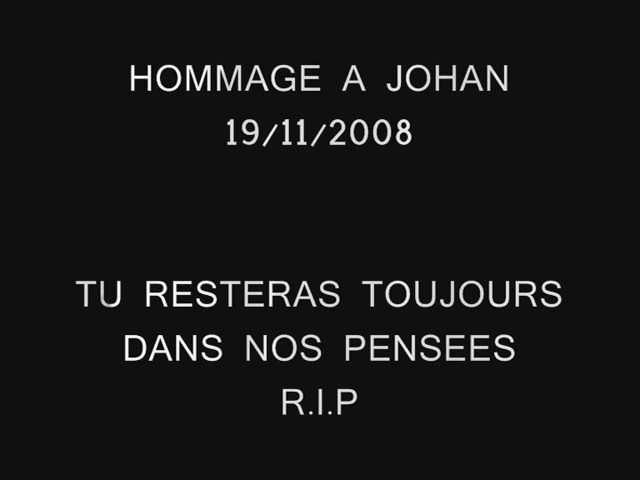 HOMMAGE A JOHAN
19/11/2008
TU RESTERAS TOUJOURS
DANS NOS PENSEES
R.I.P